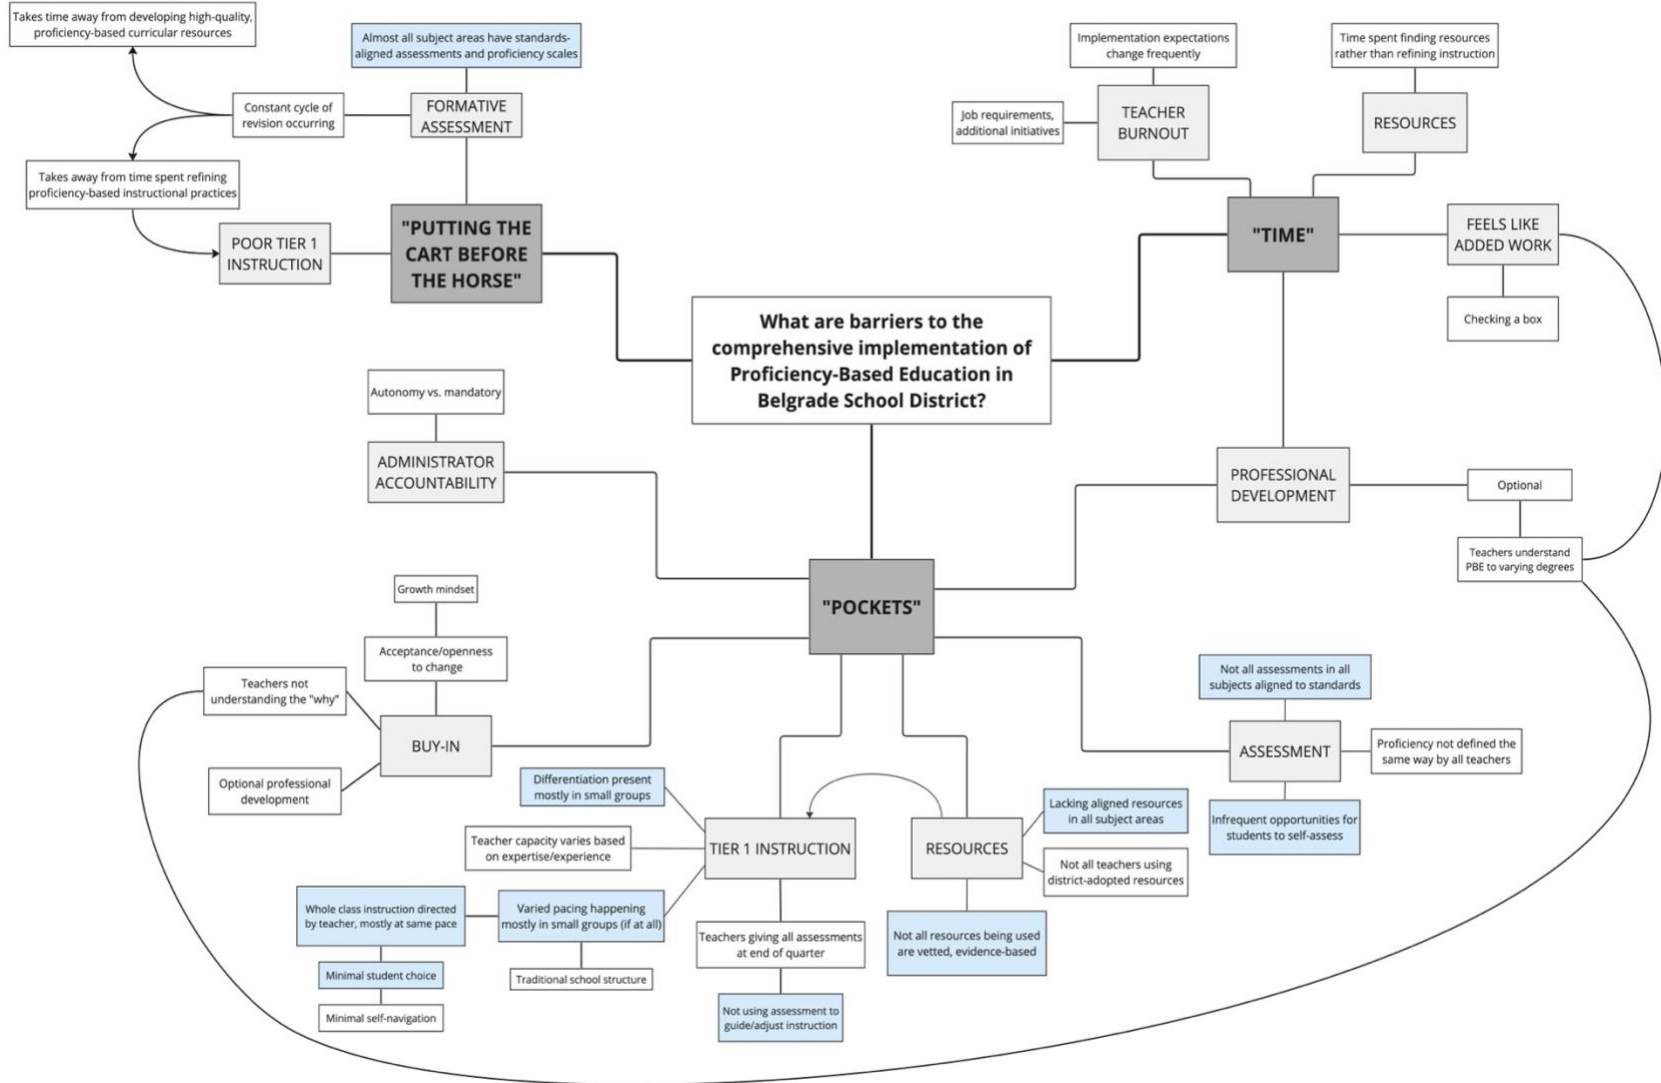 Takes time away from developing high-quality,
proficiency-based curricular resources
Almost all subject areas have standards-
aligned assessments and proficiency scales
Constant cycle of
revision occurring
FORMATIVE
ASSESSMENT
Takes away from time spent refining
proficiency-based instructional practices
POOR TIER 1
INSTRUCTION
"PUTTING THE
CART BEFORE
THE HORSE"
Implementation expectations
change frequently
Time spent finding resources
rather than refining instruction
Job requirements,
additional initiatives
TEACHER
BURNOUT
RESOURCES
"TIME"
FEELS LIKE
ADDED WORK
Checking a box
What are barriers to the
comprehensive implementation of
Proficiency-Based Education in
Belgrade School District?
Autonomy vs. mandatory
ADMINISTRATOR
ACCOUNTABILITY
PROFESSIONAL
DEVELOPMENT
Optional
Teachers understand
PBE to varying degrees
"POCKETS"
Growth mindset
Acceptance/openness
to change
Teachers not
understanding the "why"
BUY-IN
Optional professional
development
Not all assessments in all
subjects aligned to standards
ASSESSMENT
Proficiency not defined the
same way by all teachers
Infrequent opportunities for
students to self-assess
Differentiation present
mostly in small groups
Teacher capacity varies based
on expertise/experience
TIER 1 INSTRUCTION
RESOURCES
Lacking aligned resources
in all subject areas
Not all teachers using
district-adopted resources
Whole class instruction directed
by teacher, mostly at same pace
Varied pacing happening
mostly in small groups (if at all)
Teachers giving all assessments
at end of quarter
Not all resources being used
are vetted, evidence-based
Minimal student choice
Traditional school structure
Minimal self-navigation
Not using assessment to
guide/adjust instruction